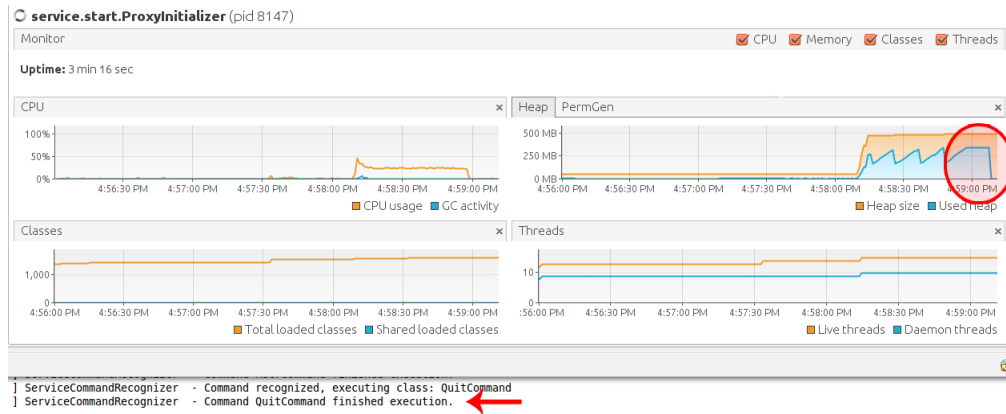 service.start.ProxyInitializer (pid 8147)
Monitor CPU Memory Classes Threads
Uptime: 3 min 16 sec
CPU ×
100%
50%
0%
4:56:30 PM 4:57:00 PM 4:57:30 PM 4:58:00 PM 4:58:30 PM 4:59:00 PM
CPU usage GC activity
Heap PermGen ×
500 MB
250 MB
0 MB
4:56:00 PM 4:56:30 PM 4:57:00 PM 4:57:30 PM 4:58:00 PM 4:58:30 PM 4:59:00 PM
Heap size Used heap
Classes ×
1,000
0
4:56:00 PM 4:56:30 PM 4:57:00 PM 4:57:30 PM 4:58:00 PM 4:58:30 PM 4:59:00 PM
Total loaded classes Shared loaded classes
Threads ×
10
0
:56:00 PM 4:56:30 PM 4:57:00 PM 4:57:30 PM 4:58:00 PM 4:58:30 PM 4:59:00 PM
Live threads Daemon threads
] ServiceCommandRecognizer - Command recognized, executing class: QuitCommand
] ServiceCommandRecognizer - Command QuitCommand finished execution.